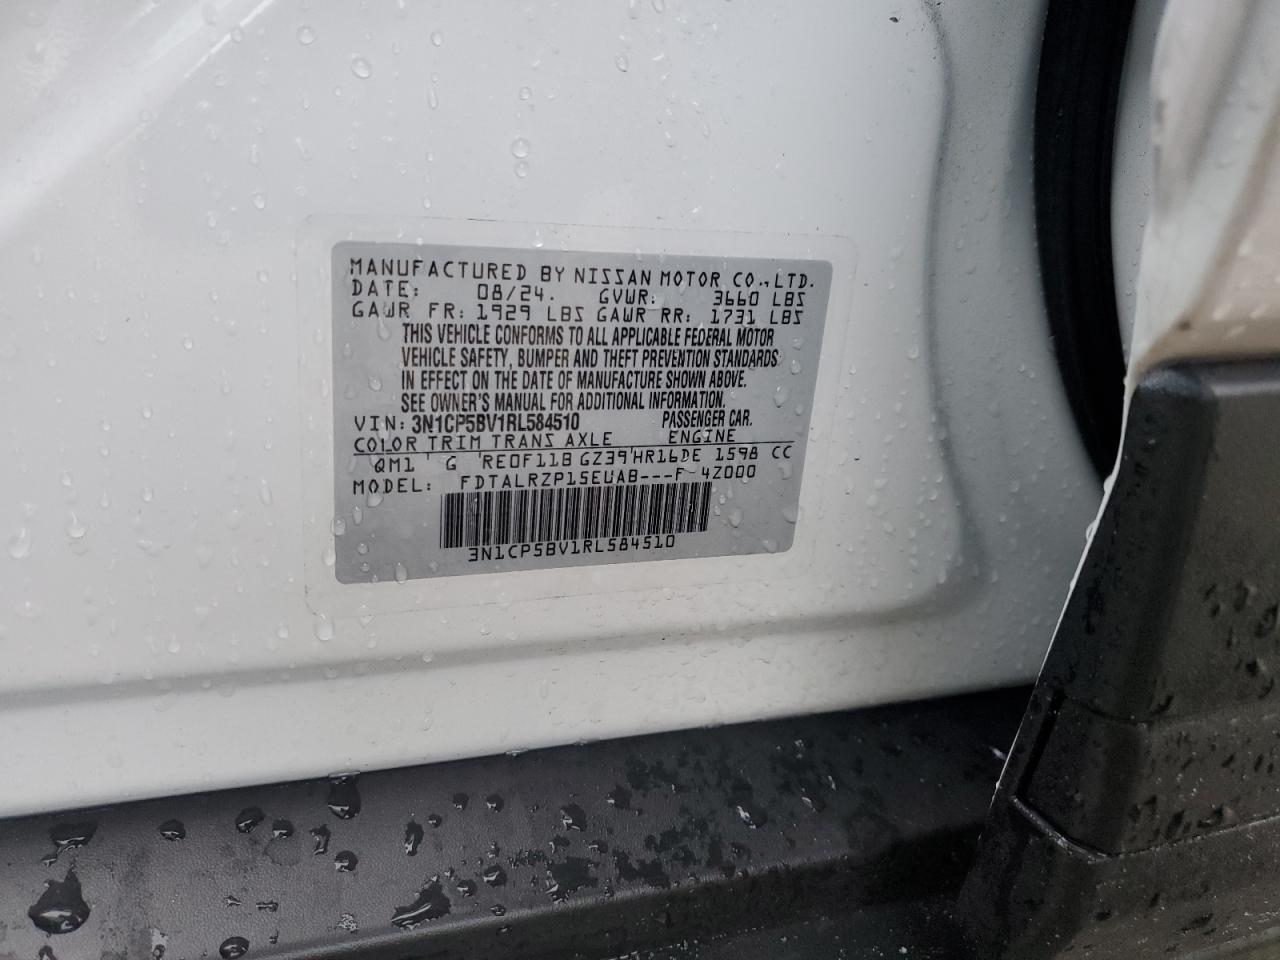 MANUFACTURED BY NISSAN MOTOR CO.,LTD.
DATE: 08/24. GVWR: 3660 LBS
GAWR FR: 1929 LBS GAWR RR: 1731 LBS
THIS VEHICLE CONFORMS TO ALL APPLICABLE FEDERAL MOTOR
VEHICLE SAFETY, BUMPER AND THEFT PREVENTION STANDARDS
IN EFFECT ON THE DATE OF MANUFACTURE SHOWN ABOVE.
SEE OWNER'S MANUAL FOR ADDITIONAL INFORMATION.
VIN: 3N1CP5BV1RL584510 PASSENGER CAR.
COLOR TRIM TRANS AXLE ENGINE
QM1 ' G 'RE0F11B GZ39'HR16DE 1598 CC
MODEL: FDTALRZP15EUAB---F 42000
3N1CP5BV1RL584510